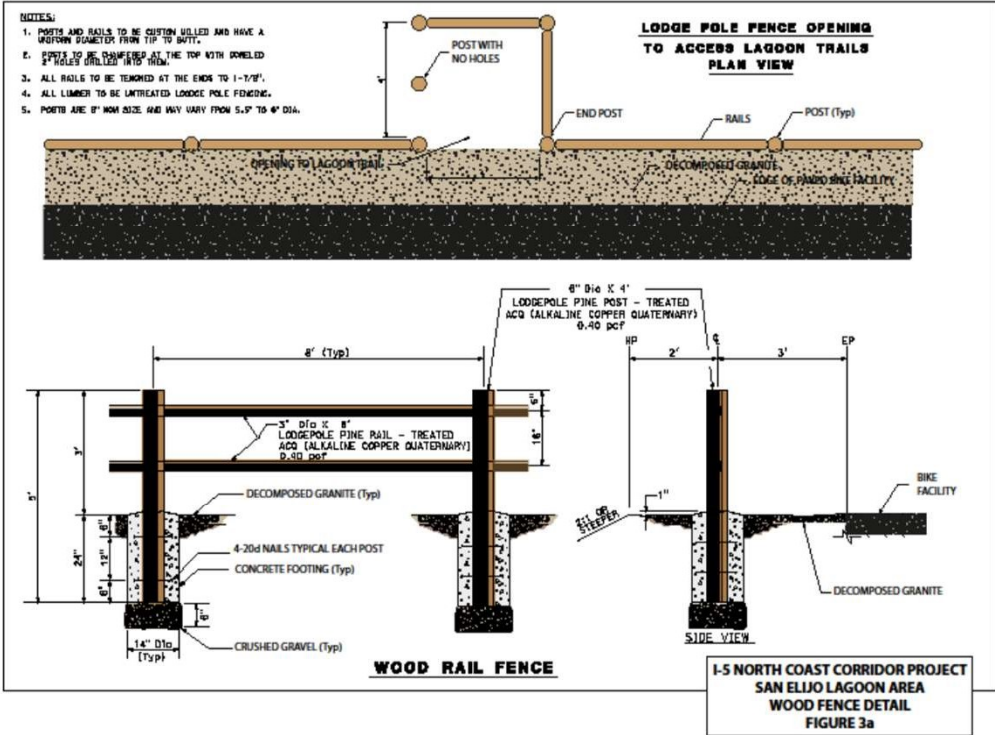 NOTES:
1. POSTS AND RAILS TO BE CUSTOM MILLED AND HAVE A
UNIFORM DIAMETER FROM TIP TO BUTT.
2. POSTS TO BE CHAMFERED AT THE TOP WITH DOWELED
2" HOLES DRILLED INTO THEM.
3. ALL RAILS TO BE TENONED AT THE ENDS TO 1-7/8".
4. ALL LUMBER TO BE UNTREATED LODGE POLE FENCING.
5. POSTS ARE 6" NOM SIZE AND MAY VARY FROM 5.5" TO 6" DIA.
LODGE POLE FENCE OPENING
TO ACCESS LAGOON TRAILS
PLAN VIEW
POST WITH
NO HOLES
4'
END POST
RAILS
POST (Typ)
OPENING TO LAGOON TRAIL
DECOMPOSED GRANITE
EDGE OF PAVED BIKE FACILITY
6" Dia X 4'
LODGEPOLE PINE POST - TREATED
ACQ (ALKALINE COPPER QUATERNARY)
0.40 pcf
8' (Typ)
HP
2'
℄
3'
EP
6"
16"
3" Dia X 8'
LODGEPOLE PINE RAIL - TREATED
ACQ (ALKALINE COPPER QUATERNARY)
0.40 pcf
3'
5'
DECOMPOSED GRANITE (Typ)
1"
BIKE
FACILITY
2:1 OR
STEEPER
24"
6"
12"
6"
4-20d NAILS TYPICAL EACH POST
CONCRETE FOOTING (Typ)
DECOMPOSED GRANITE
6"
14" Dia
(Typ)
CRUSHED GRAVEL (Typ)
SIDE VIEW
WOOD RAIL FENCE
I-5 NORTH COAST CORRIDOR PROJECT
SAN ELIJO LAGOON AREA
WOOD FENCE DETAIL
FIGURE 3a